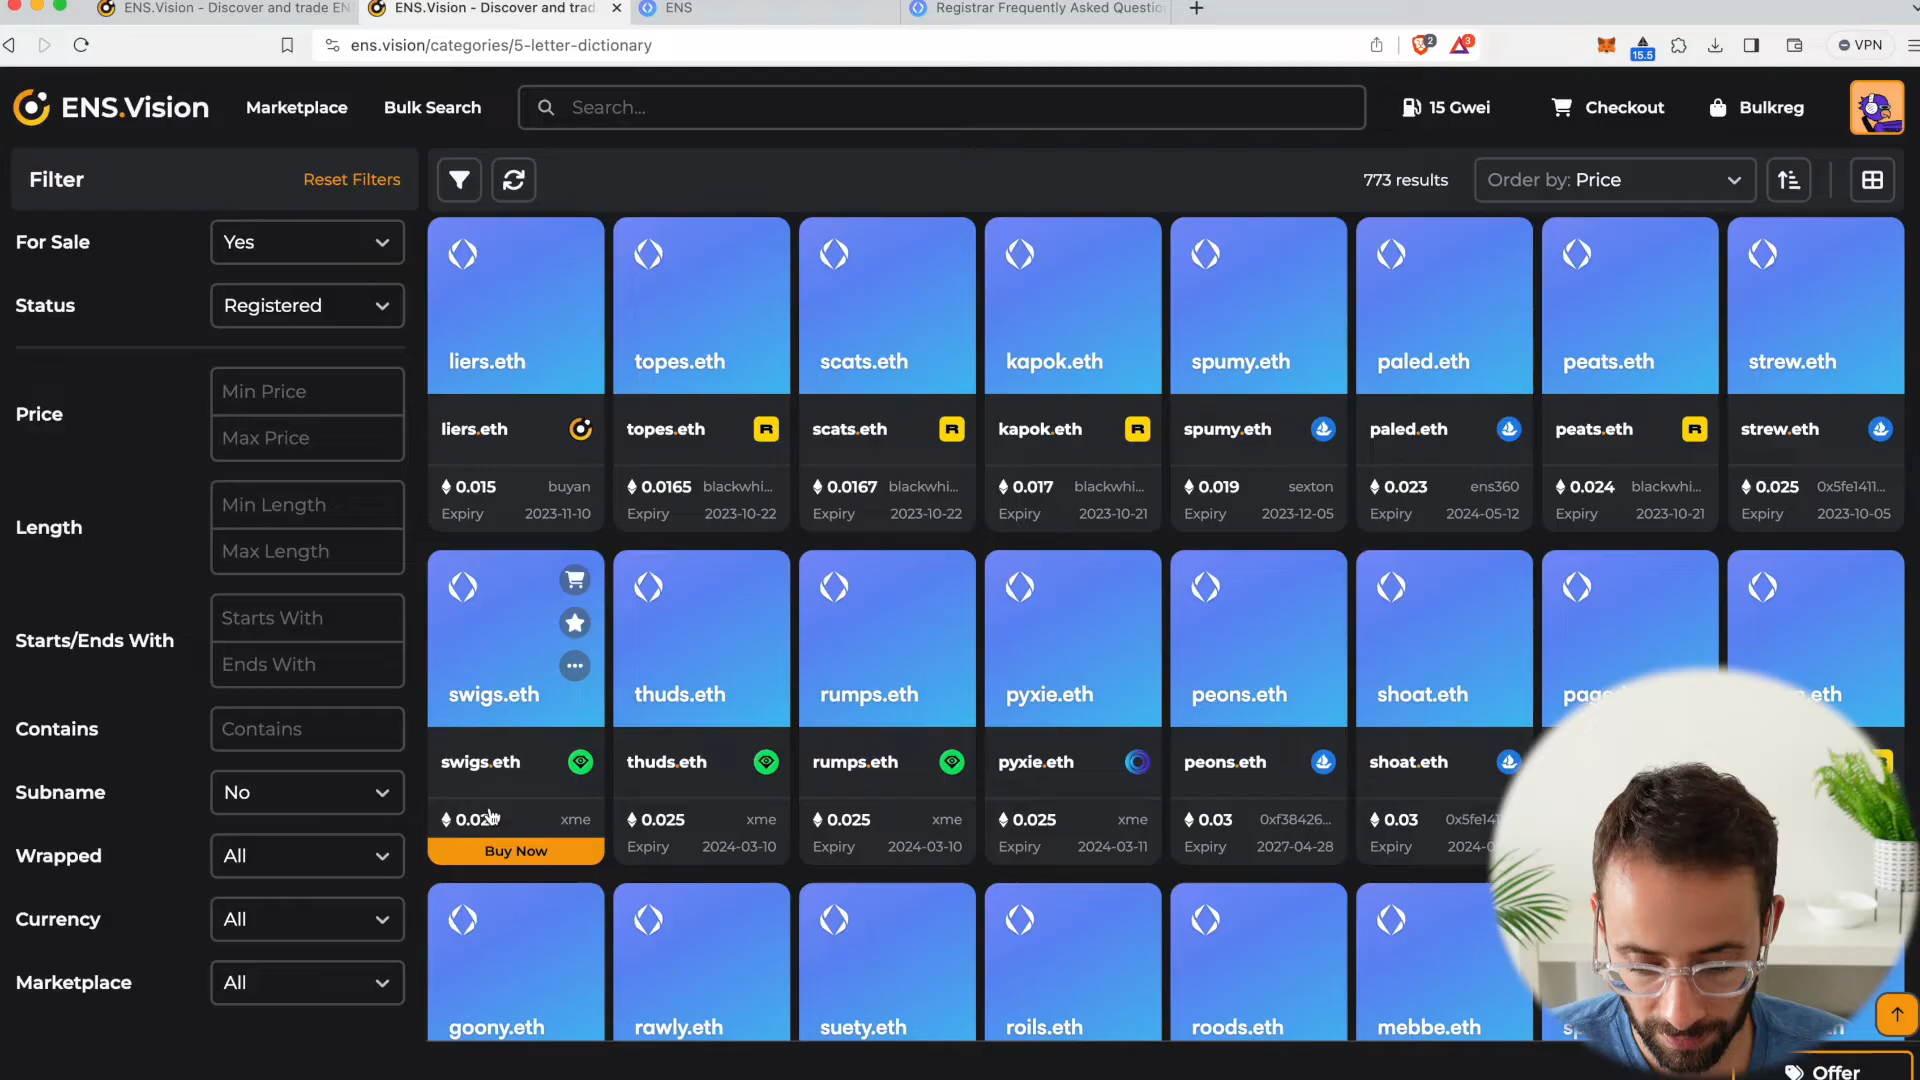 ENS.Vision - Discover and trade EN
ENS.Vision - Discover and trad
ENS
Registrar Frequently Asked Questio
ens.vision/categories/5-letter-dictionary
2
3
15.5
VPN
ENS.Vision
Marketplace
Bulk Search
Search...
15 Gwei
Checkout
Bulkreg
Filter
Reset Filters
773 results
Order by: Price
For Sale
Yes
Status
Registered
Price
Min Price
Max Price
Length
Min Length
Max Length
Starts/Ends With
Starts With
Ends With
Contains
Contains
Subname
No
Wrapped
All
Currency
All
Marketplace
All
liers.eth
topes.eth
scats.eth
kapok.eth
spumy.eth
paled.eth
peats.eth
strew.eth
liers.eth
topes.eth
scats.eth
kapok.eth
spumy.eth
paled.eth
peats.eth
strew.eth
0.015 buyan
0.0165 blackwhi...
0.0167 blackwhi...
0.017 blackwhi...
0.019 sexton
0.023 ens360
0.024 blackwhi...
0.025 0x5fe1411...
Expiry 2023-11-10
Expiry 2023-10-22
Expiry 2023-10-22
Expiry 2023-10-21
Expiry 2023-12-05
Expiry 2024-05-12
Expiry 2023-10-21
Expiry 2023-10-05
swigs.eth
thuds.eth
rumps.eth
pyxie.eth
peons.eth
shoat.eth
.eth
swigs.eth
thuds.eth
rumps.eth
pyxie.eth
peons.eth
shoat.eth
xme
0.025 xme
0.025 xme
0.025 xme
0.03 0xf38426...
0.03
Buy Now
Expiry 2024-03-10
Expiry 2024-03-10
Expiry 2024-03-11
Expiry 2027-04-28
Expiry
goony.eth
rawly.eth
suety.eth
roils.eth
roods.eth
mebbe.eth
Offer